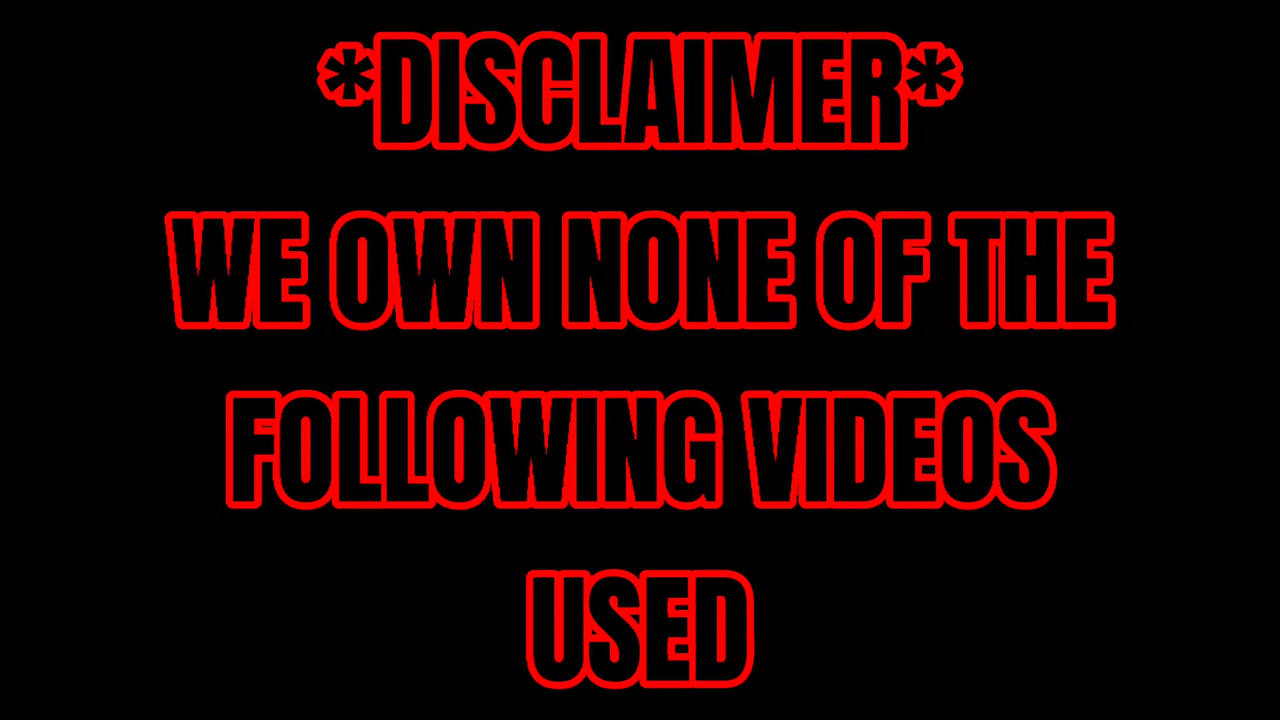 *DISCLAIMER*
WE OWN NONE OF THE
FOLLOWING VIDEOS
USED